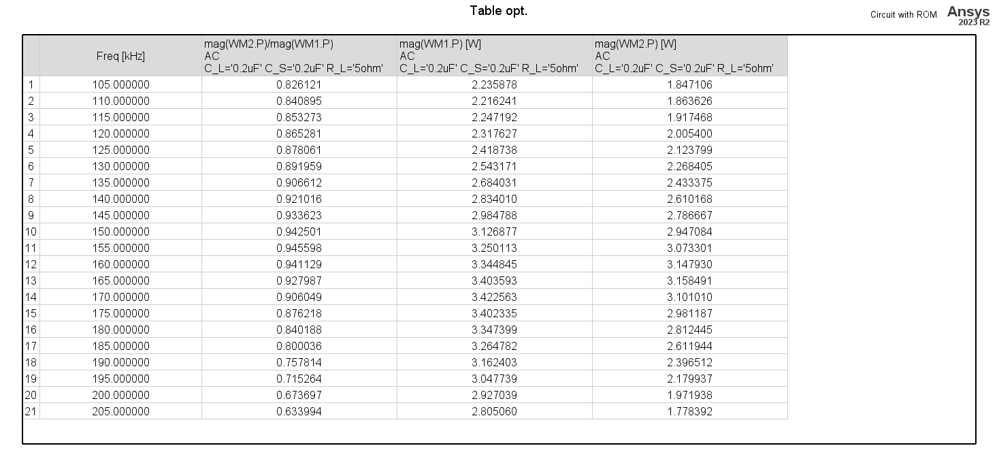 Table opt.
Circuit with ROM Ansys
2023 R2
Freq [kHz] mag(WM2.P)/mag(WM1.P) AC C_L='0.2uF' C_S='0.2uF' R_L='5ohm' mag(WM1.P) [W] AC C_L='0.2uF' C_S='0.2uF' R_L='5ohm' mag(WM2.P) [W] AC C_L='0.2uF' C_S='0.2uF' R_L='5ohm'
1 105.000000 0.826121 2.235878 1.847106
2 110.000000 0.840895 2.216241 1.863626
3 115.000000 0.853273 2.247192 1.917468
4 120.000000 0.865281 2.317627 2.005400
5 125.000000 0.878061 2.418738 2.123799
6 130.000000 0.891959 2.543171 2.268405
7 135.000000 0.906612 2.684031 2.433375
8 140.000000 0.921016 2.834010 2.610168
9 145.000000 0.933623 2.984788 2.786667
10 150.000000 0.942501 3.126877 2.947084
11 155.000000 0.945598 3.250113 3.073301
12 160.000000 0.941129 3.344845 3.147930
13 165.000000 0.927987 3.403593 3.158491
14 170.000000 0.906049 3.422563 3.101010
15 175.000000 0.876218 3.402335 2.981187
16 180.000000 0.840188 3.347399 2.812445
17 185.000000 0.800036 3.264782 2.611944
18 190.000000 0.757814 3.162403 2.396512
19 195.000000 0.715264 3.047739 2.179937
20 200.000000 0.673697 2.927039 1.971938
21 205.000000 0.633994 2.805060 1.778392